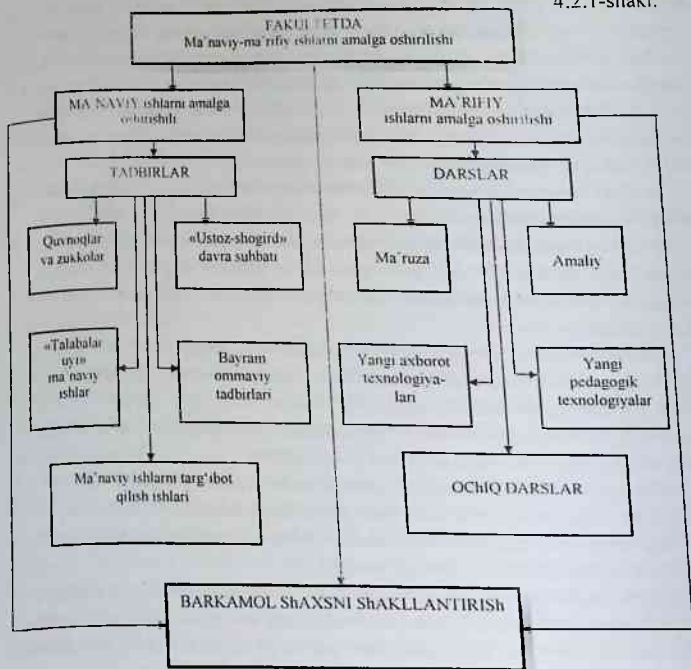 4.2.1-shakl.
FAKULTETDA
Ma'naviy-ma'rifiy ishlarni amalga oshirilishi
MA'NAVIY ishlarni amalga
oshirishili
MA'RIFIY
ishlarni amalga oshirilishi
TADBIRLAR
DARSLAR
Quvnoqlar
va zukkolar
«Ustoz-shogird»
davra suhbati
Ma'ruza
Amaliy
«Talabalar
uyi»
ma'naviy
ishlar
Bayram
ommaviy
tadbirlari
Yangi axborot
texnologiya-
lari
Yangi
pedagogik
texnologiyalar
Ma'naviy ishlarni targ'ibot
qilish ishlari
OChIQ DARSLAR
BARKAMOL ShAXSNI ShAKLLANTIRISh